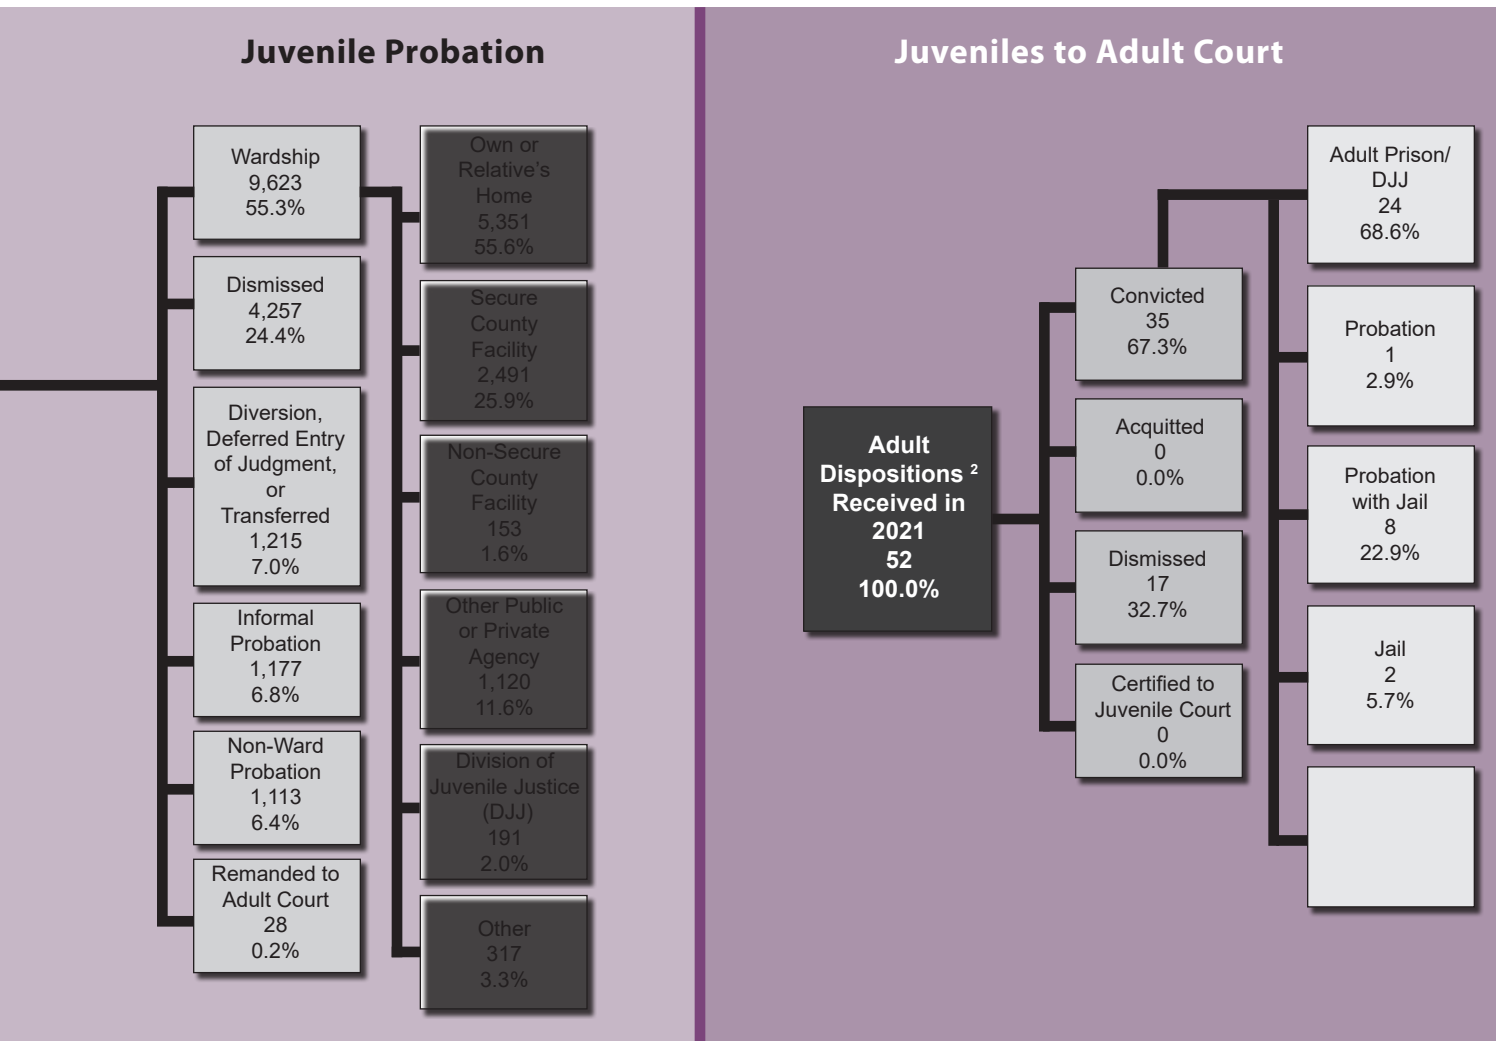 Juvenile Probation
Wardship
9,623
55.3%
Dismissed
4,257
24.4%
Diversion,
Deferred Entry
of Judgment,
or
Transferred
1,215
7.0%
Informal
Probation
1,177
6.8%
Non-Ward
Probation
1,113
6.4%
Remanded to
Adult Court
28
0.2%
Own or
Relative's
Home
5,351
55.6%
Secure
County
Facility
2,491
25.9%
Non-Secure
County
Facility
153
1.6%
Other Public
or Private
Agency
1,120
11.6%
Division of
Juvenile Justice
(DJJ)
191
2.0%
Other
317
3.3%
Juveniles to Adult Court
Adult
Dispositions 2
Received in
2021
52
100.0%
Convicted
35
67.3%
Acquitted
0
0.0%
Dismissed
17
32.7%
Certified to
Juvenile Court
0
0.0%
Adult Prison/
DJJ
24
68.6%
Probation
1
2.9%
Probation
with Jail
8
22.9%
Jail
2
5.7%